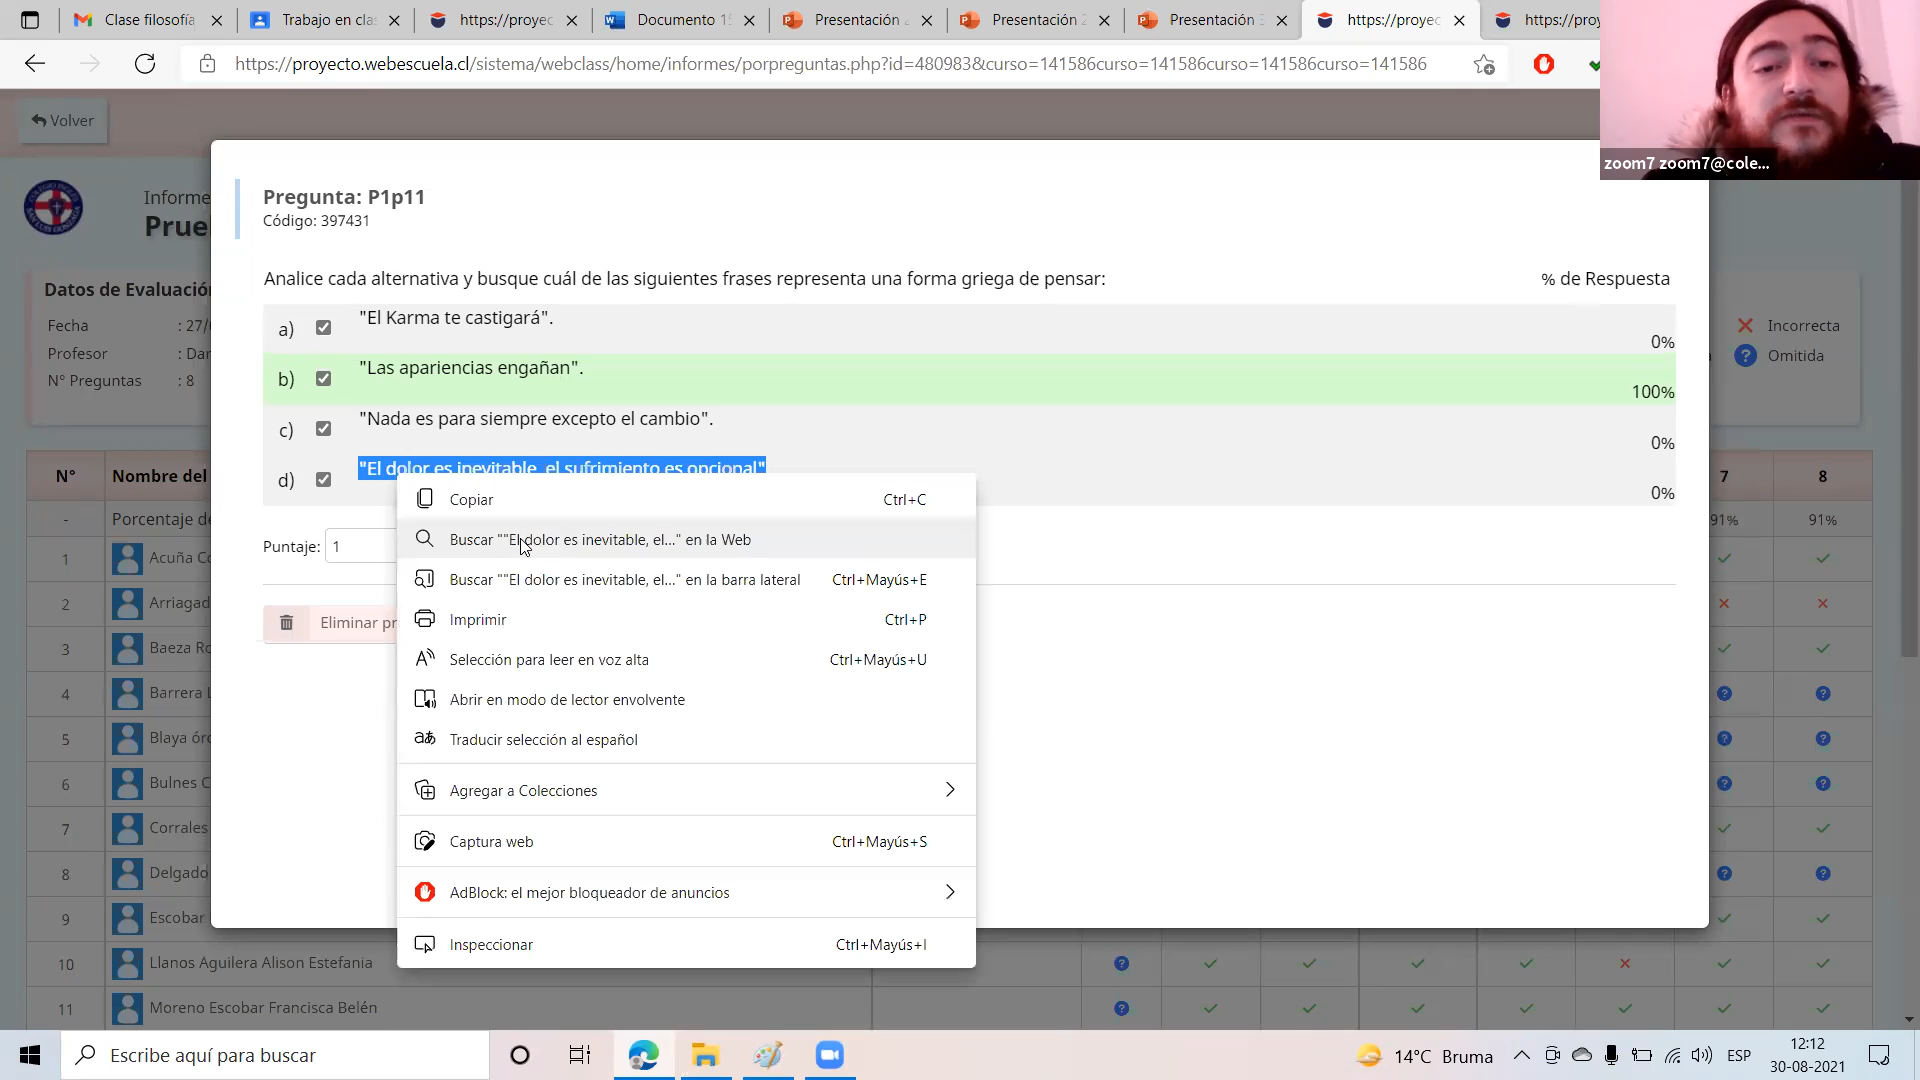 Clase filosofía
Trabajo en cla
https://proyec
Documento 15
Presentación
Presentación 2
Presentación 3
https://proyec
https://proy
https://proyecto.webescuela.cl/sistema/webclass/home/informes/porpreguntas.php?id=480983&curso=141586curso=141586curso=141586curso=141586
zoom7 zoom7@cole...
Volver
Informe
Prue
Pregunta: P1p11
Código: 397431
Analice cada alternativa y busque cuál de las siguientes frases representa una forma griega de pensar:
% de Respuesta
a) "El Karma te castigará".
0%
b) "Las apariencias engañan".
100%
c) "Nada es para siempre excepto el cambio".
0%
d) "El dolor es inevitable, el sufrimiento es opcional"
0%
Puntaje: 1
Eliminar pr
Datos de Evaluación
Fecha : 27/
Profesor : Dar
N° Preguntas : 8
Incorrecta
Omitida
Copiar Ctrl+C
Buscar ""El dolor es inevitable, el..." en la Web
Buscar ""El dolor es inevitable, el..." en la barra lateral Ctrl+Mayús+E
Imprimir Ctrl+P
Selección para leer en voz alta Ctrl+Mayús+U
Abrir en modo de lector envolvente
Traducir selección al español
Agregar a Colecciones
Captura web Ctrl+Mayús+S
AdBlock: el mejor bloqueador de anuncios
Inspeccionar Ctrl+Mayús+I
N° Nombre del 7 8
- Porcentaje de 91% 91%
1 Acuña Co
2 Arriagad
3 Baeza Ro
4 Barrera L
5 Blaya órd
6 Bulnes C
7 Corrales
8 Delgado
9 Escobar
10 Llanos Aguilera Alison Estefania
11 Moreno Escobar Francisca Belén
Escribe aquí para buscar
14°C Bruma
ESP
12:12
30-08-2021